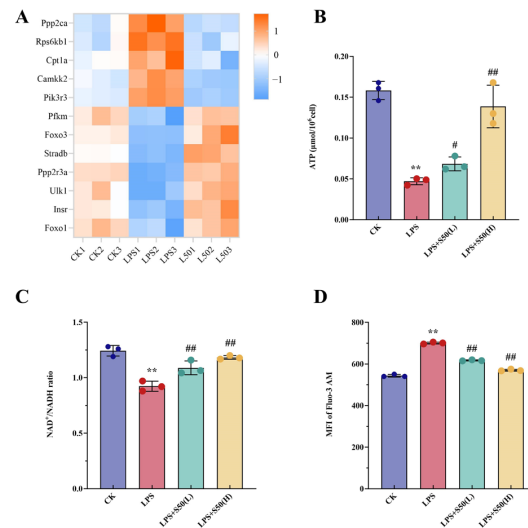 A
Ppp2ca
Rps6kb1
Cpt1a
Camkk2
Pik3r3
Pfkm
Foxo3
Stradb
Ppp2r3a
Ulk1
Insr
Foxo1
CK1
CK2
CK3
LPS1
LPS2
LPS3
L501
L502
L503
1
0
−1
B
ATP (μmol/10⁶cell)
0.20
0.15
0.10
0.05
0.00
**
#
##
CK
LPS
LPS+S50(L)
LPS+S50(H)
C
NAD⁺/NADH ratio
1.5
1.2
1.0
0.5
0.0
**
##
##
CK
LPS
LPS+S50(L)
LPS+S50(H)
D
MFI of Fluo-3 AM
800
600
400
200
0
**
##
##
CK
LPS
LPS+S50(L)
LPS+S50(H)